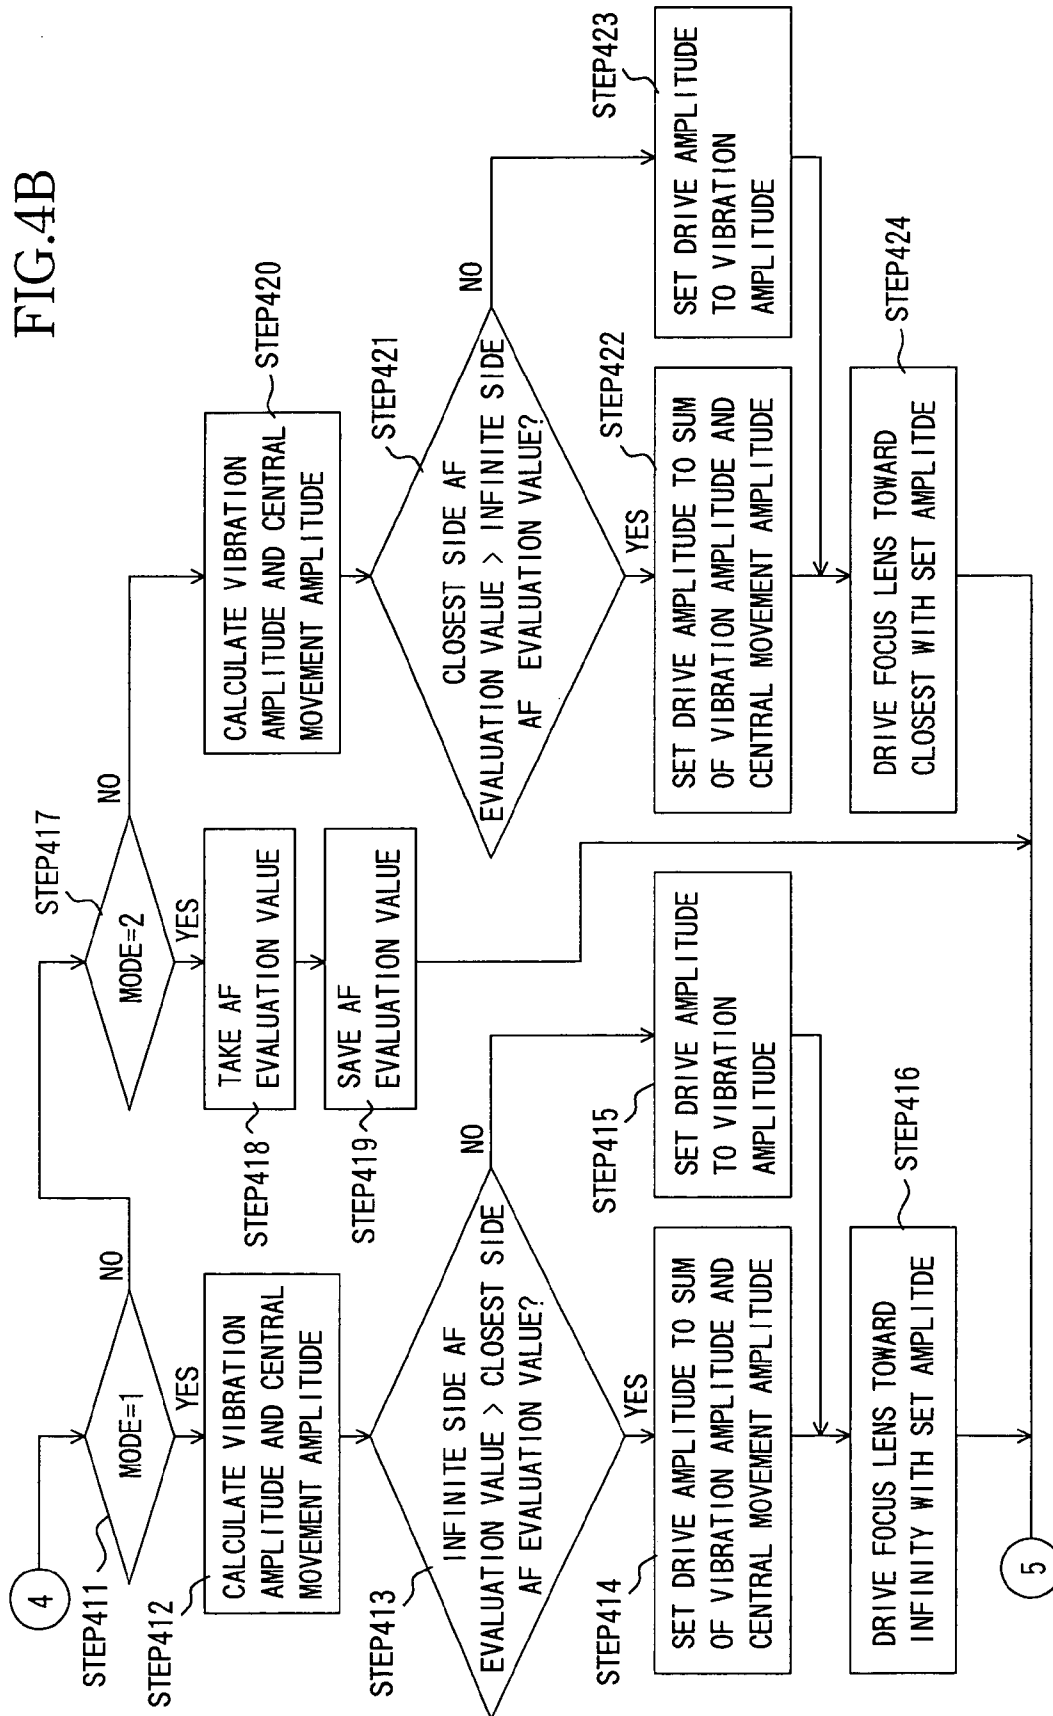 FIG.4B
4
STEP411
MODE=1
NO
YES
STEP412
CALCULATE VIBRATION
AMPLITUDE AND CENTRAL
MOVEMENT AMPLITUDE
STEP413
INFINITE SIDE AF
EVALUATION VALUE > CLOSEST SIDE
AF EVALUATION VALUE?
NO
YES
STEP414
SET DRIVE AMPLITUDE TO SUM
OF VIBRATION AMPLITUDE AND
CENTRAL MOVEMENT AMPLITUDE
STEP415
SET DRIVE AMPLITUDE
TO VIBRATION
AMPLITUDE
STEP416
DRIVE FOCUS LENS TOWARD
INFINITY WITH SET AMPLITDE
STEP417
MODE=2
NO
YES
TAKE AF
EVALUATION VALUE
STEP418
SAVE AF
EVALUATION VALUE
STEP419
STEP420
CALCULATE VIBRATION
AMPLITUDE AND CENTRAL
MOVEMENT AMPLITUDE
STEP421
CLOSEST SIDE AF
EVALUATION VALUE > INFINITE SIDE
AF EVALUATION VALUE?
NO
YES
STEP422
SET DRIVE AMPLITUDE TO SUM
OF VIBRATION AMPLITUDE AND
CENTRAL MOVEMENT AMPLITUDE
STEP423
SET DRIVE AMPLITUDE
TO VIBRATION
AMPLITUDE
STEP424
DRIVE FOCUS LENS TOWARD
CLOSEST WITH SET AMPLITDE
5